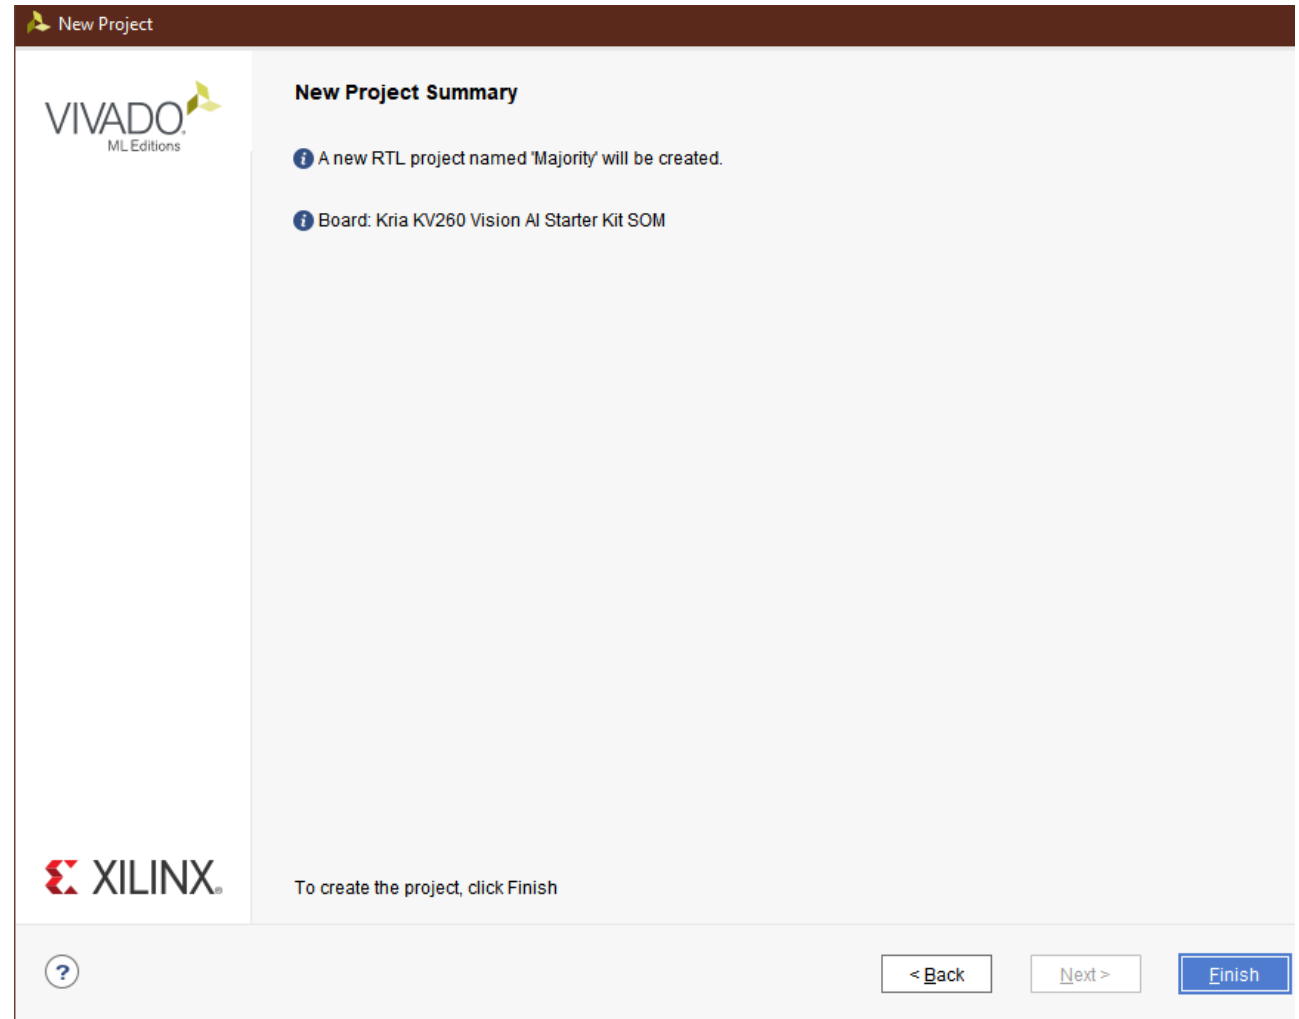 New Project
VIVADO.
ML Editions
New Project Summary
A new RTL project named 'Majority' will be created.
Board: Kria KV260 Vision AI Starter Kit SOM
XILINX.
To create the project, click Finish
?
< Back
Next >
Finish